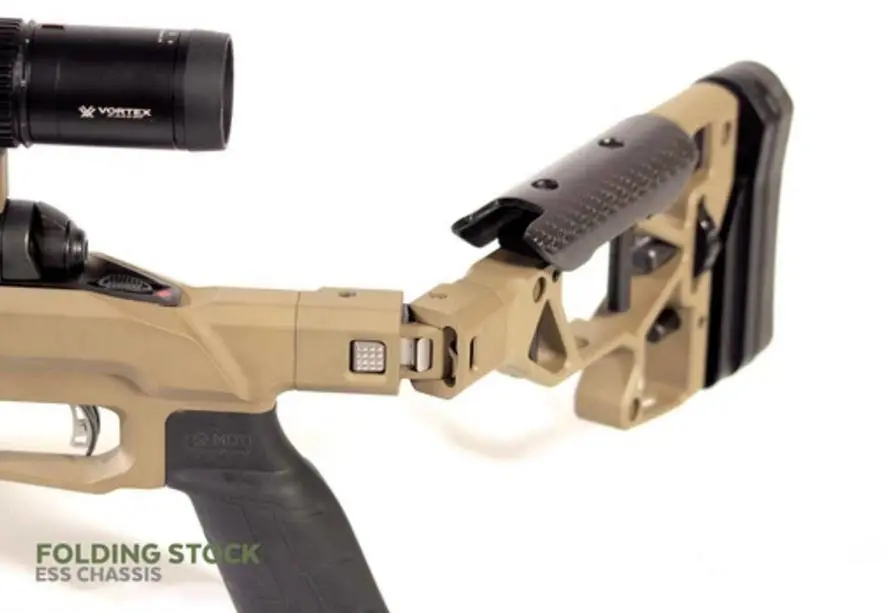 VORTEX
MDT
FOLDING STOCK
ESS CHASSIS